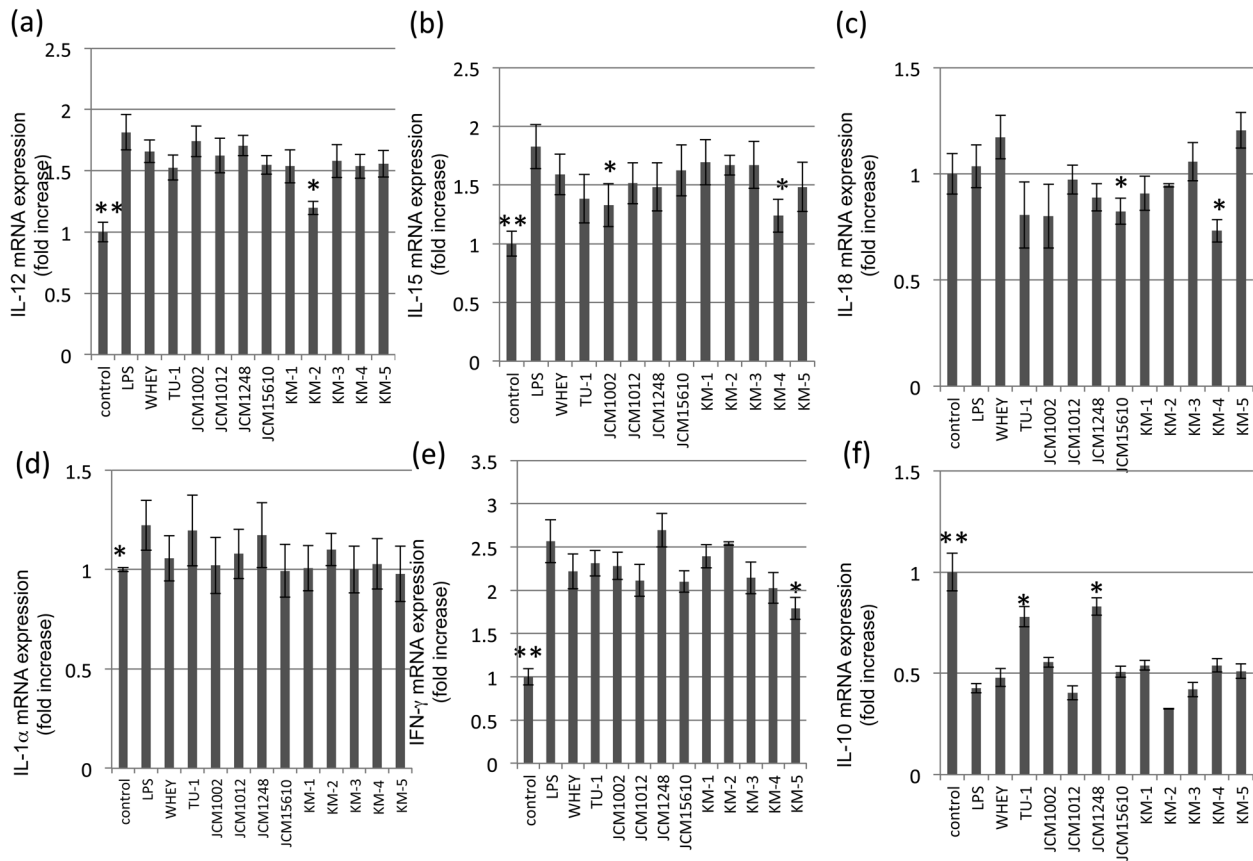 (a)
IL-12 mRNA expression
(fold increase)
2.5
2
1.5
1
0.5
0
**
*
control
LPS
WHEY
TU-1
JCM1002
JCM1012
JCM1248
JCM15610
KM-1
KM-2
KM-3
KM-4
KM-5
(b)
IL-15 mRNA expression
(fold increase)
2.5
2
1.5
1
0.5
0
**
*
*
control
LPS
WHEY
TU-1
JCM1002
JCM1012
JCM1248
JCM15610
KM-1
KM-2
KM-3
KM-4
KM-5
(c)
IL-18 mRNA expression
(fold increase)
1.5
1
0.5
0
*
*
control
LPS
WHEY
TU-1
JCM1002
JCM1012
JCM1248
JCM15610
KM-1
KM-2
KM-3
KM-4
KM-5
(d)
IL-1α mRNA expression
(fold increase)
1.5
1
0.5
0
*
control
LPS
WHEY
TU-1
JCM1002
JCM1012
JCM1248
JCM15610
KM-1
KM-2
KM-3
KM-4
KM-5
(e)
IFN-γ mRNA expression
(fold increase)
3.5
3
2.5
2
1.5
1
0.5
0
**
*
control
LPS
WHEY
TU-1
JCM1002
JCM1012
JCM1248
JCM15610
KM-1
KM-2
KM-3
KM-4
KM-5
(f)
IL-10 mRNA expression
(fold increase)
1.5
1
0.5
0
**
*
*
control
LPS
WHEY
TU-1
JCM1002
JCM1012
JCM1248
JCM15610
KM-1
KM-2
KM-3
KM-4
KM-5